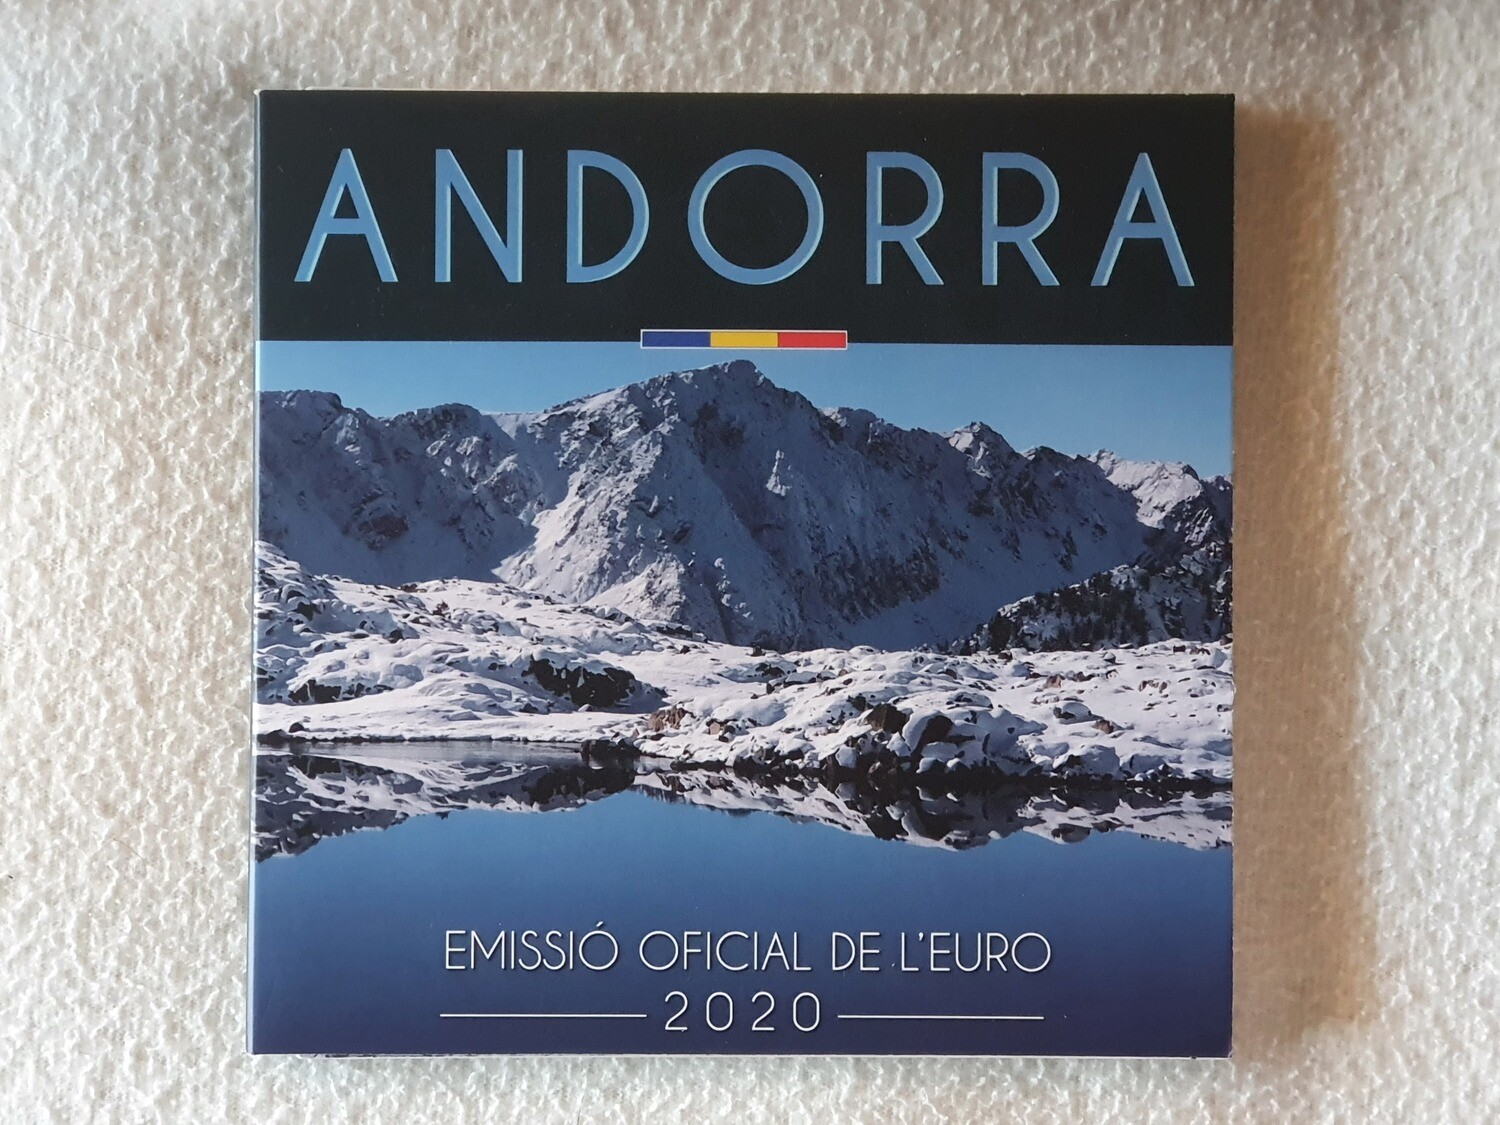 ANDORRA
EMISSIÓ OFICIAL DE L'EURO
2020